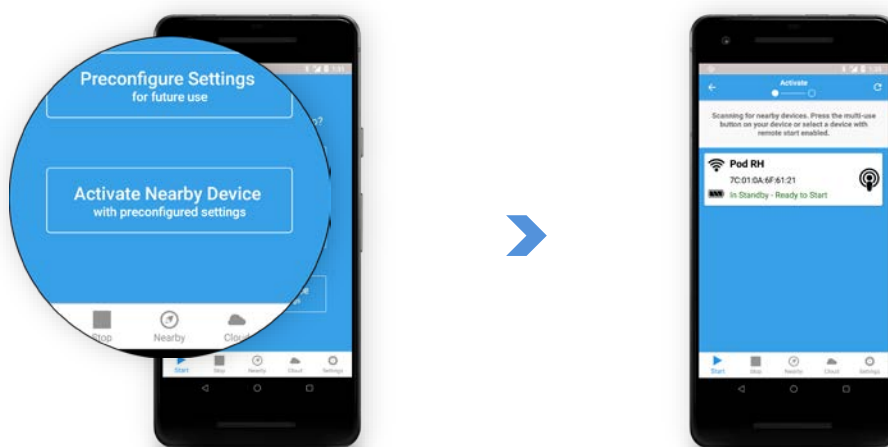 Preconfigure Settings
for future use
Activate Nearby Device
with preconfigured settings
Stop
Nearby
Cloud
Start
Stop
Nearby
Cloud
Settings
Activate
Scanning for nearby devices. Press the multi-use
button on your device or select a device with
remote start enabled.
Pod RH
7C:01:0A:6F:61:21
In Standby - Ready to Start
Start
Stop
Nearby
Cloud
Settings